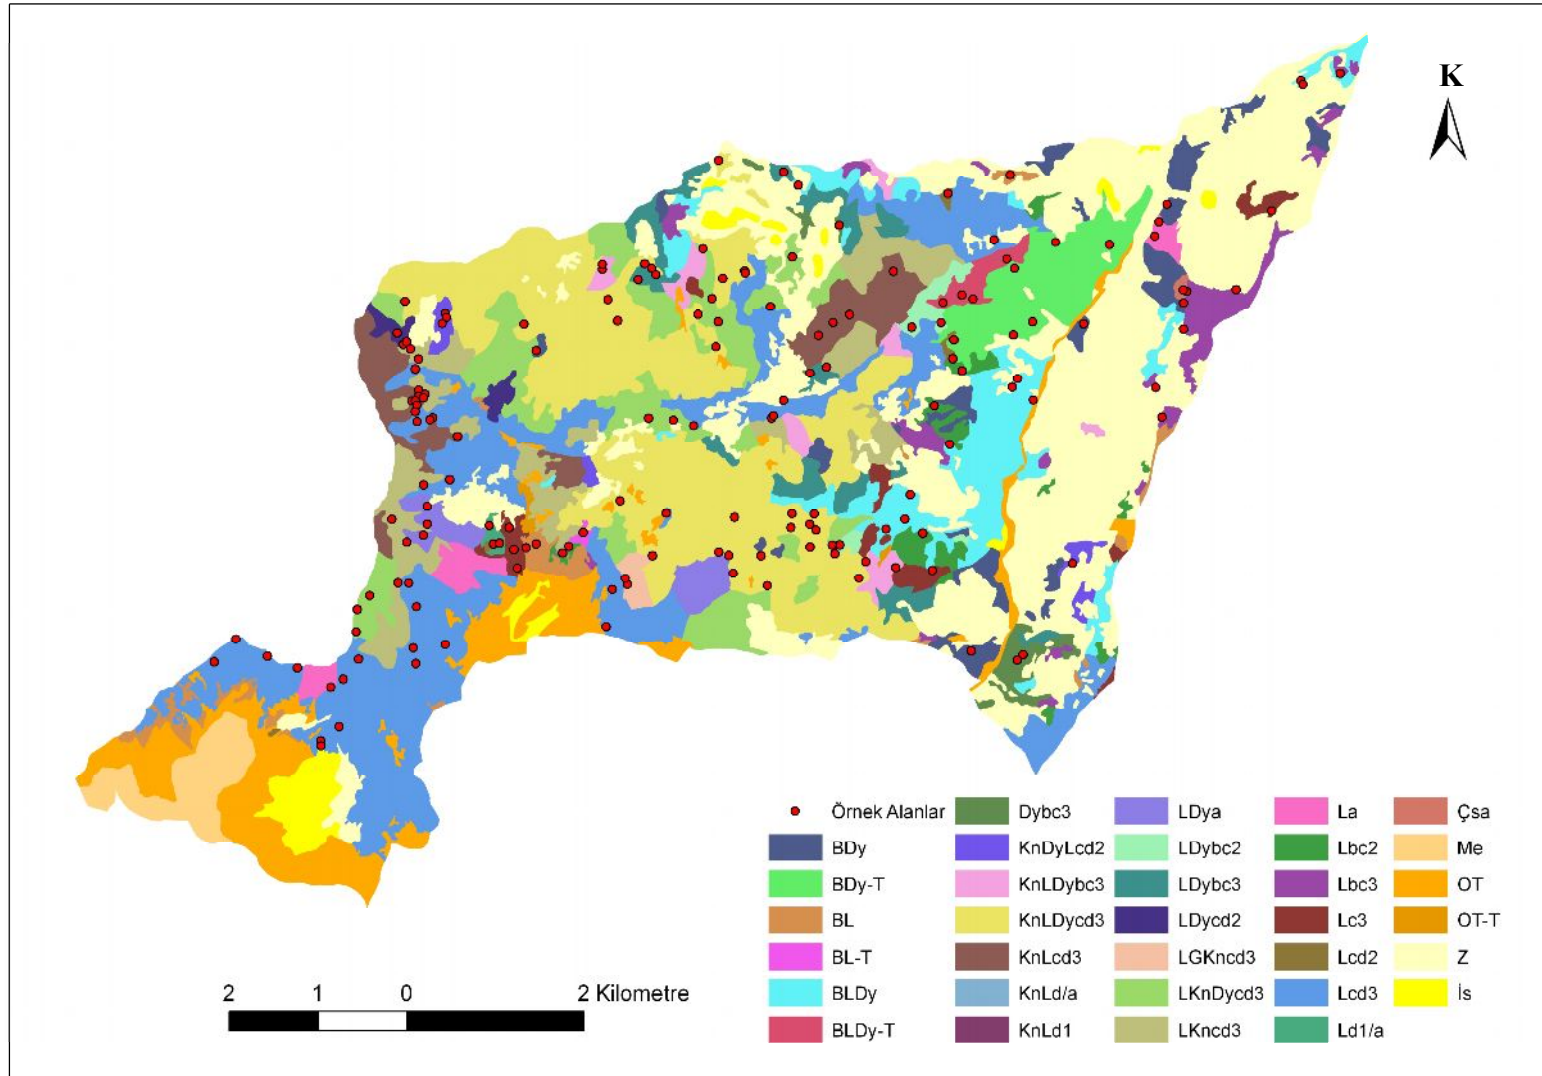 K
Örnek Alanlar
BDy
BDy-T
BL
BL-T
BLDy
BLDy-T
Dybc3
KnDyLcd2
KnLDybc3
KnLDycd3
KnLcd3
KnLd/a
KnLd1
LDya
LDybc2
LDybc3
LDycd2
LGKncd3
LKnDycd3
LKncd3
La
Lbc2
Lbc3
Lc3
Lcd2
Lcd3
Ld1/a
Çsa
Me
OT
OT-T
Z
İs
2 1 0 2 Kilometre